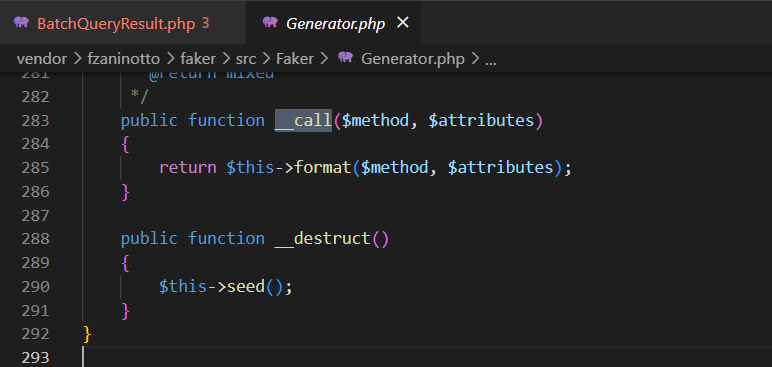 BatchQueryResult.php 3
Generator.php ×
vendor > fzaninotto > faker > src > Faker > Generator.php > ...
281 @return mixed
282 */
283 public function __call($method, $attributes)
284 {
285 return $this->format($method, $attributes);
286 }
287
288 public function __destruct()
289 {
290 $this->seed();
291 }
292 }
293